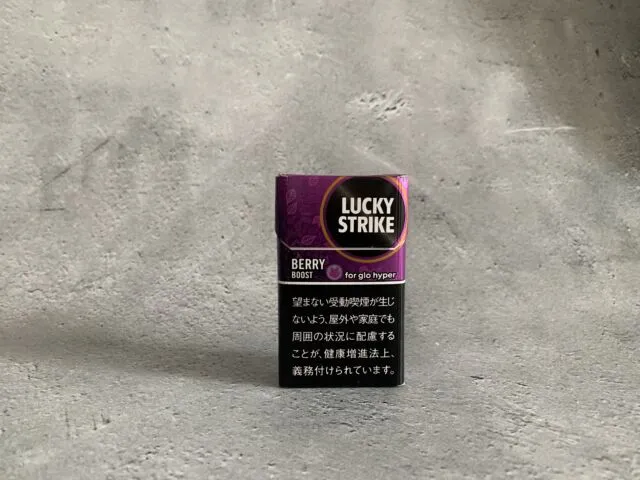 LUCKY
STRIKE
BERRY
BOOST
for glo hyper
望まない受動喫煙が生じ
ないよう、屋外や家庭でも
周囲の状況に配慮する
ことが、健康増進法上、
義務付けられています。